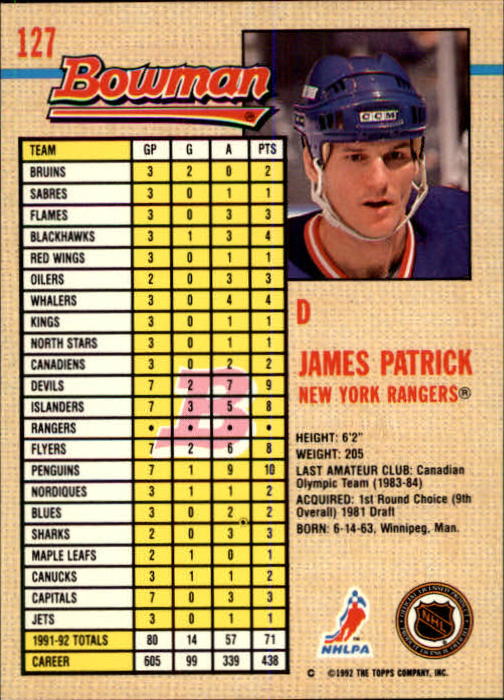 127
Bowman
CCM
TEAM GP G A PTS
BRUINS 3 2 0 2
SABRES 3 0 1 1
FLAMES 3 0 3 3
BLACKHAWKS 3 1 3 4
RED WINGS 3 0 1 1
OILERS 2 0 3 3
WHALERS 3 0 4 4
KINGS 3 0 1 1
NORTH STARS 3 0 1 1
CANADIENS 3 0 2 2
DEVILS 7 2 7 9
ISLANDERS 7 3 5 8
RANGERS • • • •
FLYERS 7 2 6 8
PENGUINS 7 1 9 10
NORDIQUES 3 1 1 2
BLUES 3 0 2 2
SHARKS 2 0 3 3
MAPLE LEAFS 2 1 0 1
CANUCKS 3 1 1 2
CAPITALS 7 0 3 3
JETS 3 0 1 1
1991-92 TOTALS 80 14 57 71
CAREER 605 99 339 438
B
D
JAMES PATRICK
NEW YORK RANGERS®
HEIGHT: 6'2"
WEIGHT: 205
LAST AMATEUR CLUB: Canadian
Olympic Team (1983-84)
ACQUIRED: 1st Round Choice (9th
Overall) 1981 Draft
BORN: 6-14-63, Winnipeg, Man.
NHLPA
NHL
© ©1992 THE TOPPS COMPANY, INC.